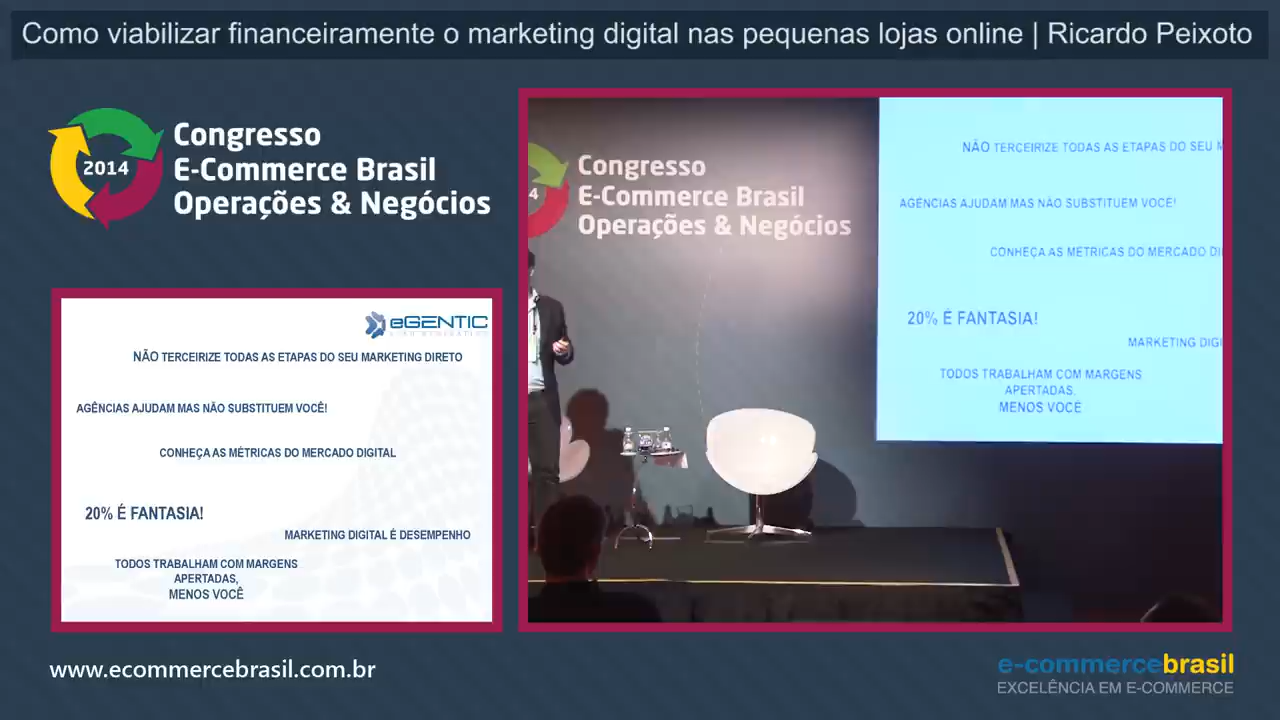 Como viabilizar financeiramente o marketing digital nas pequenas lojas online | Ricardo Peixoto
2014
Congresso
E-Commerce Brasil
Operações & Negócios
eGENTIC
NÃO TERCEIRIZE TODAS AS ETAPAS DO SEU MARKETING DIRETO
AGÊNCIAS AJUDAM MAS NÃO SUBSTITUEM VOCÊ!
CONHEÇA AS MÉTRICAS DO MERCADO DIGITAL
20% É FANTASIA!
MARKETING DIGITAL É DESEMPENHO
TODOS TRABALHAM COM MARGENS
APERTADAS,
MENOS VOCÊ
4
Congresso
E-Commerce Brasil
Operações & Negócios
NÃO TERCEIRIZE TODAS AS ETAPAS DO SEU M
AGÊNCIAS AJUDAM MAS NÃO SUBSTITUEM VOCÊ!
CONHEÇA AS MÉTRICAS DO MERCADO DI
20% É FANTASIA!
MARKETING DIGI
TODOS TRABALHAM COM MARGENS
APERTADAS,
MENOS VOCÊ
www.ecommercebrasil.com.br
e-commercebrasil
EXCELÊNCIA EM E-COMMERCE